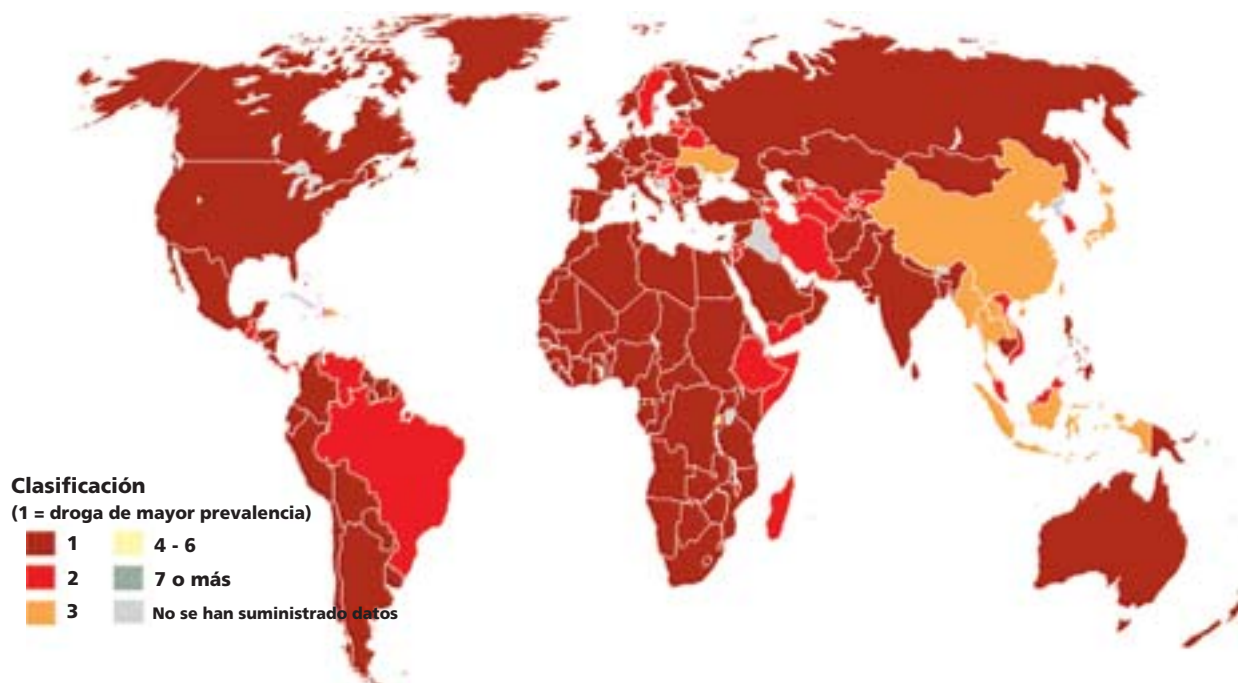 Clasificación
(1 = droga de mayor prevalencia)
1
4 - 6
2
7 o más
3
No se han suministrado datos